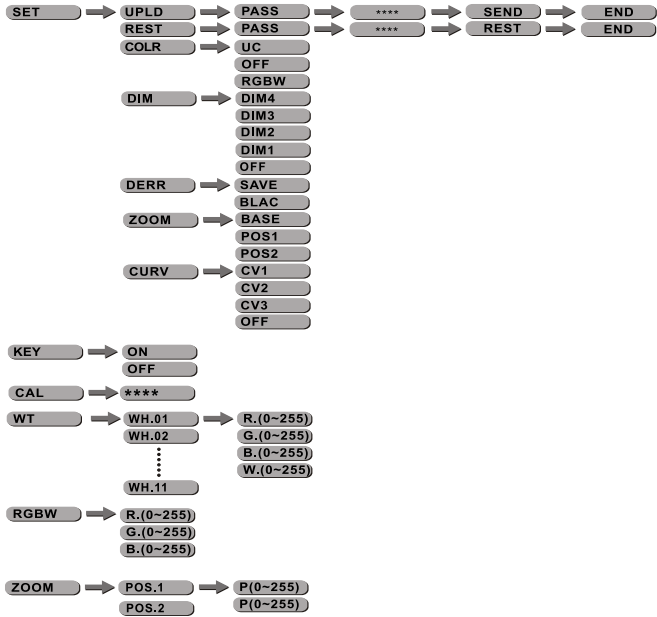 SET UPLD PASS **** SEND END
REST PASS **** REST END
COLR UC
OFF
RGBW
DIM DIM4
DIM3
DIM2
DIM1
OFF
DERR SAVE
BLAC
ZOOM BASE
POS1
POS2
CURV CV1
CV2
CV3
OFF
KEY ON
OFF
CAL ****
WT WH.01 R.(0~255)
WH.02 G.(0~255)
B.(0~255)
W.(0~255)
WH.11
RGBW R.(0~255)
G.(0~255)
B.(0~255)
ZOOM POS.1 P(0~255)
POS.2 P(0~255)